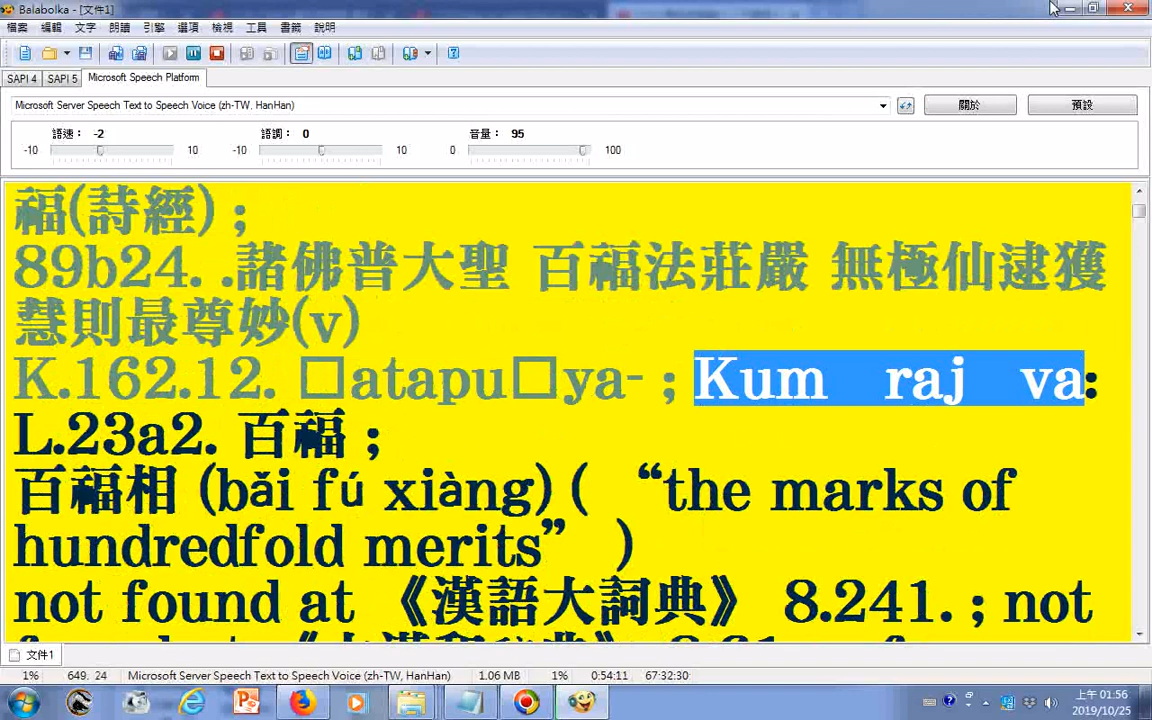 Balabolka - [文件1]
檔案 編輯 文字 朗讀 引擎 選項 檢視 工具 書籤 說明
SAPI 4 SAPI 5 Microsoft Speech Platform
Microsoft Server Speech Text to Speech Voice (zh-TW, HanHan) 關於 預設
語速： -2 語調： 0 音量： 95
-10 10 -10 10 0 100
福(詩經)；
89b24. .諸佛普大聖 百福法莊嚴 無極仙逮獲
慧則最尊妙(v)
K.162.12. □atapu□ya-；Kum raj va:
L.23a2. 百福；
百福相 (bǎi fú xiàng)( “the marks of
hundredfold merits” )
not found at 《漢語大詞典》 8.241.；not
文件1
1% 649. 24 Microsoft Server Speech Text to Speech Voice (zh-TW, HanHan) 1.06 MB 1% 0:54:11 67:32:30
上午 01:56
2019/10/25